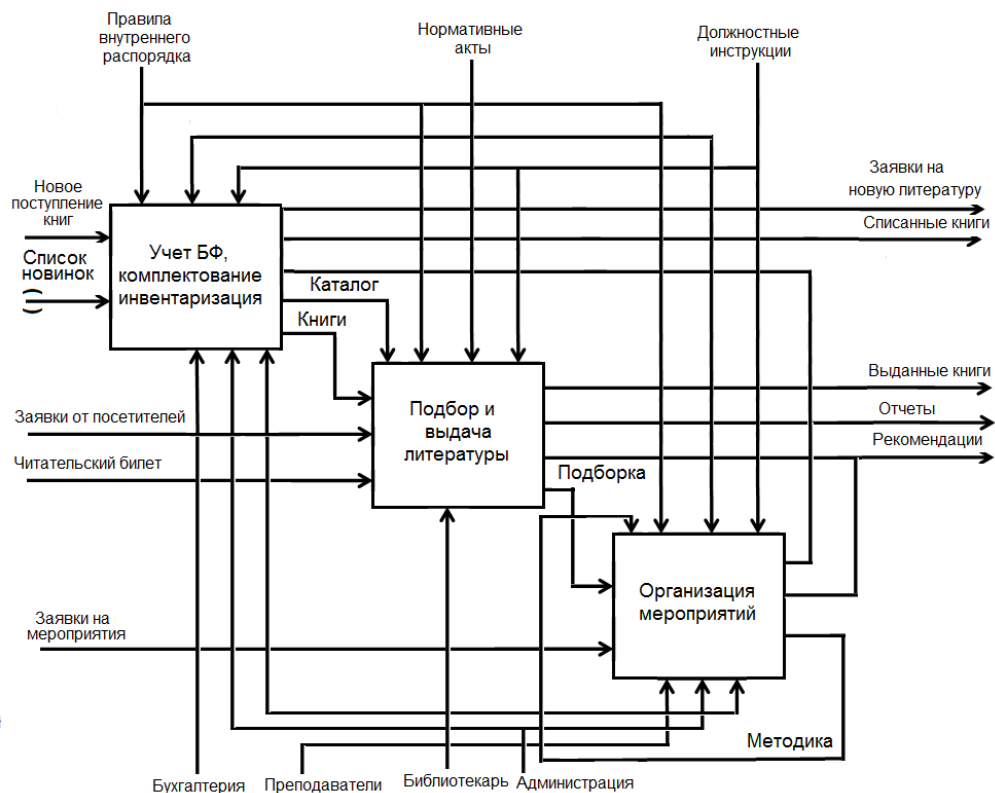 Правила
внутреннего
распорядка
Нормативные
акты
Должностные
инструкции
Новое
поступление
книг
Список
новинок
Учет БФ,
комплектование
инвентаризация
Заявки на
новую литературу
Списанные книги
Каталог
Книги
Заявки от посетителей
Читательский билет
Подбор и
выдача
литературы
Выданные книги
Отчеты
Рекомендации
Подборка
Заявки на
мероприятия
Организация
мероприятий
Методика
Бухгалтерия
Преподаватели
Библиотекарь
Администрация